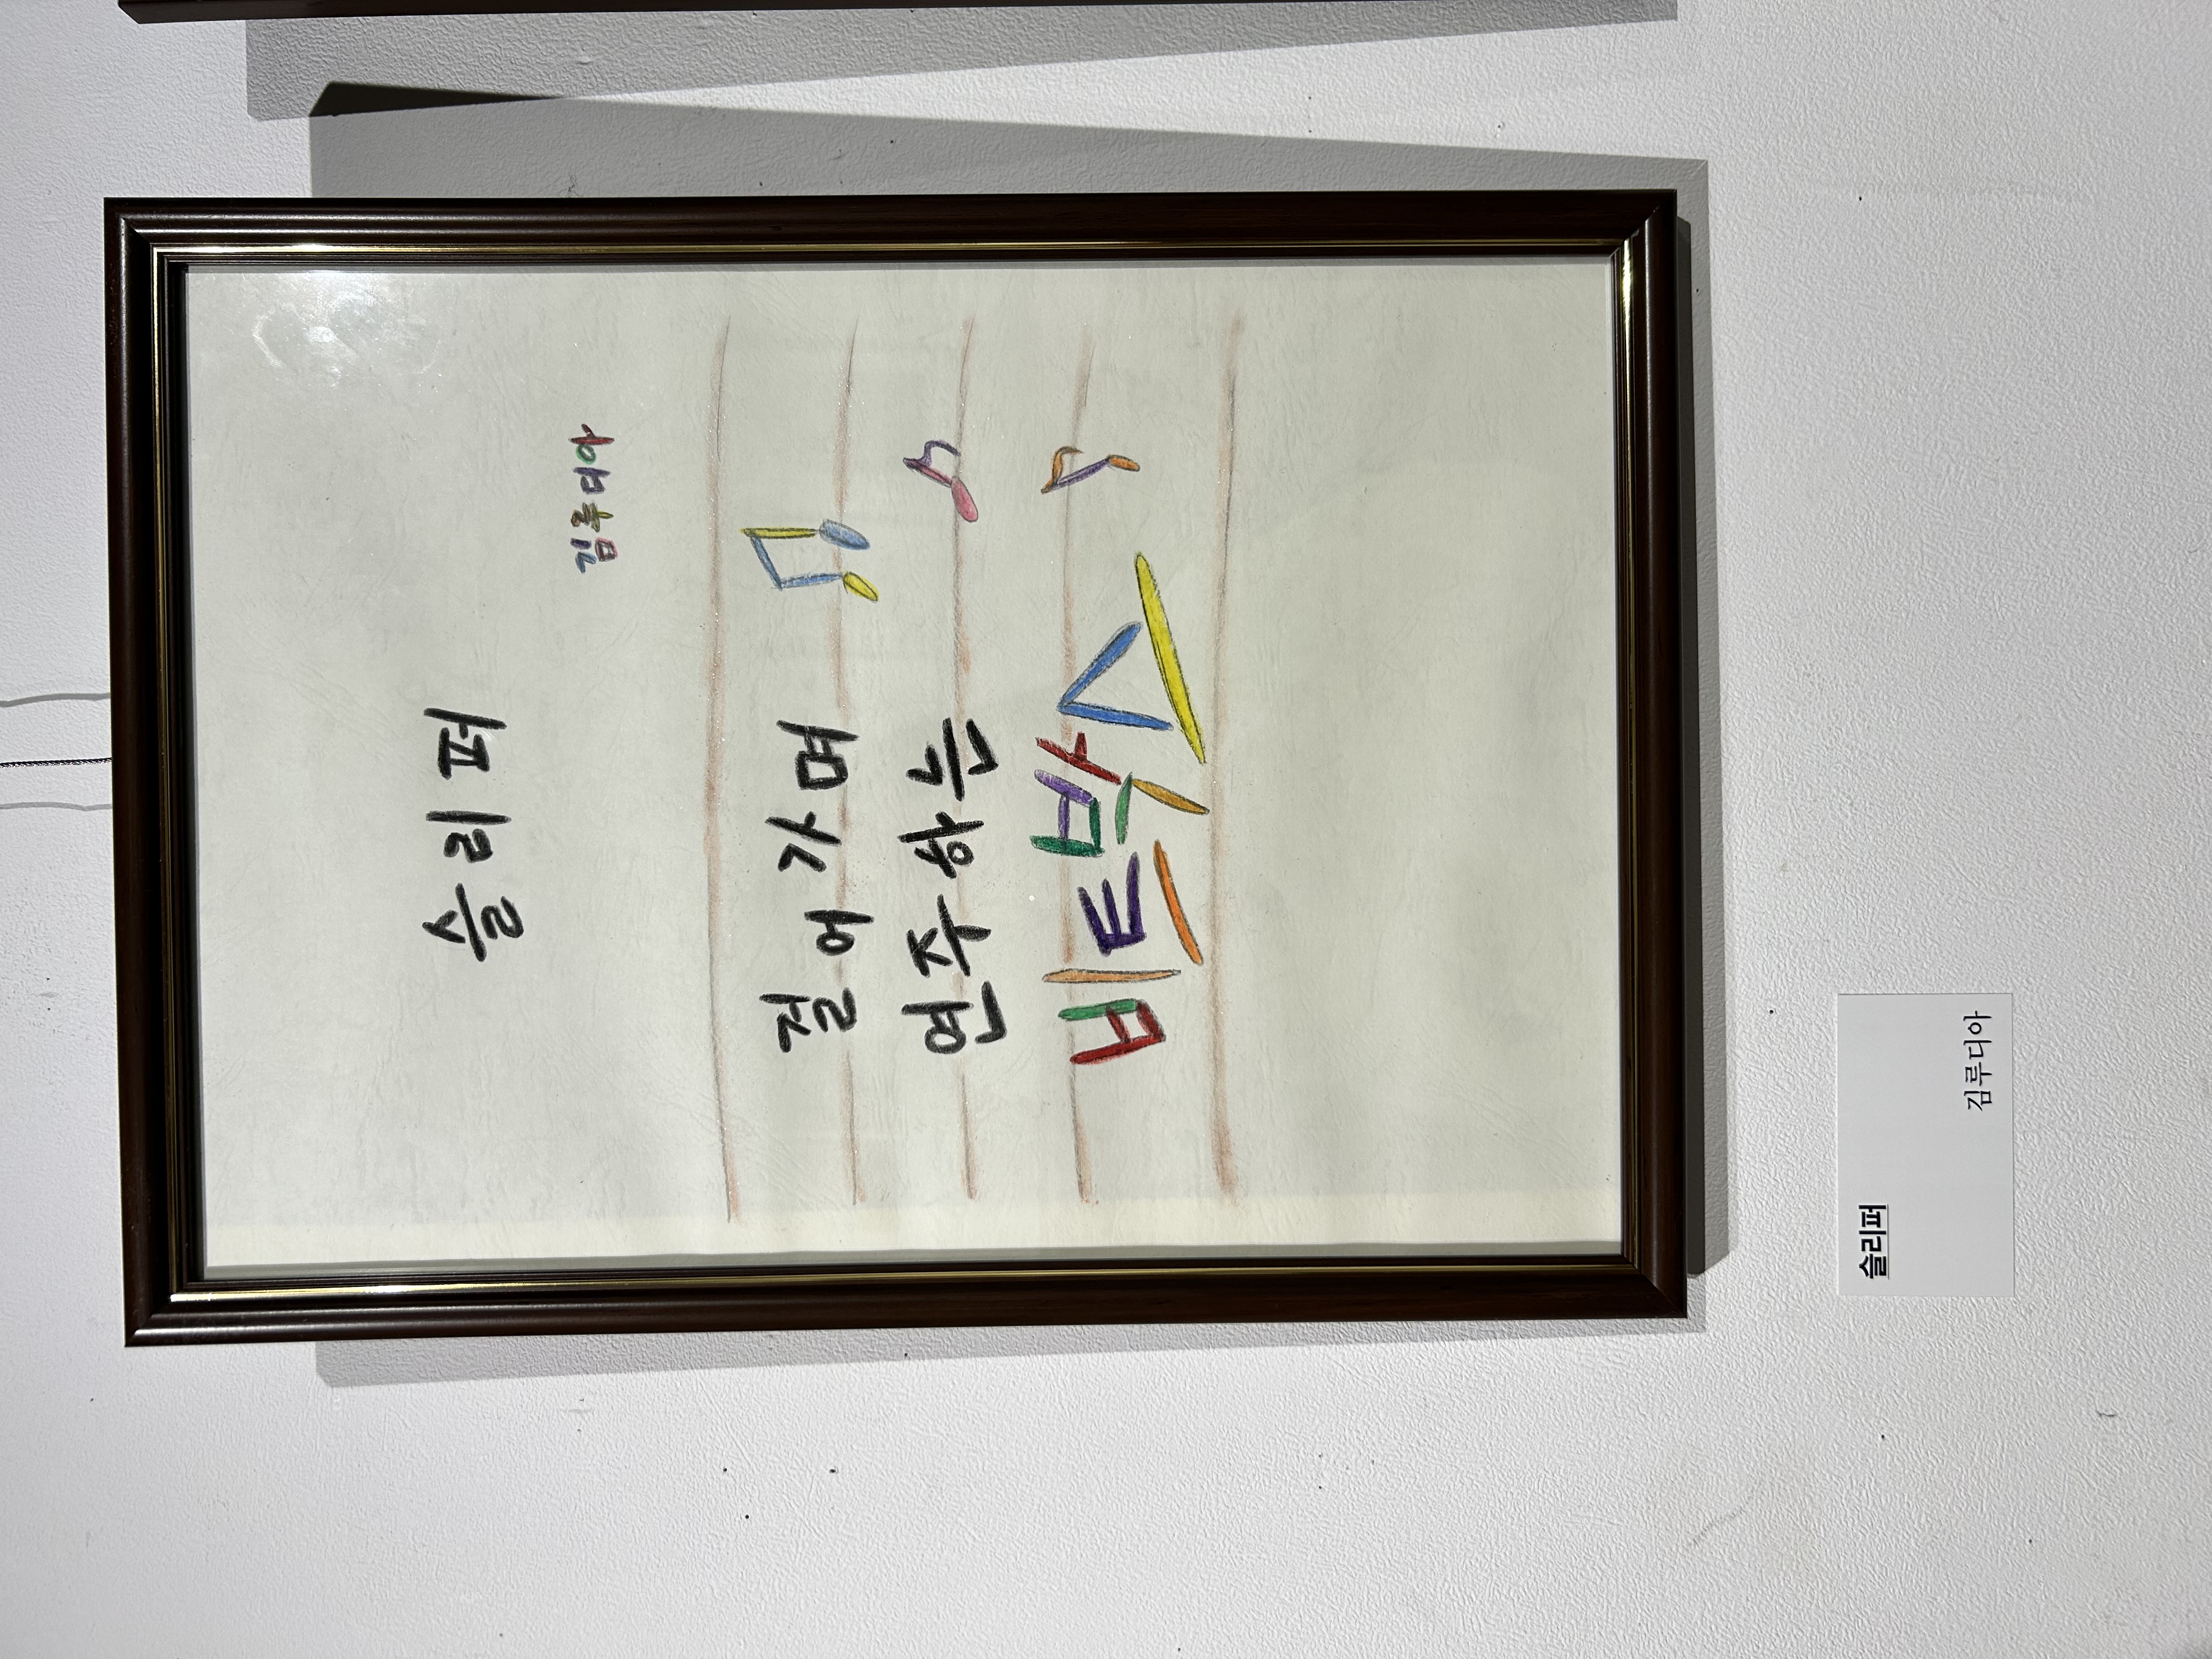 슬리퍼
김루디아
걸어가며
연주하는
비트박스
슬리퍼
김루디아